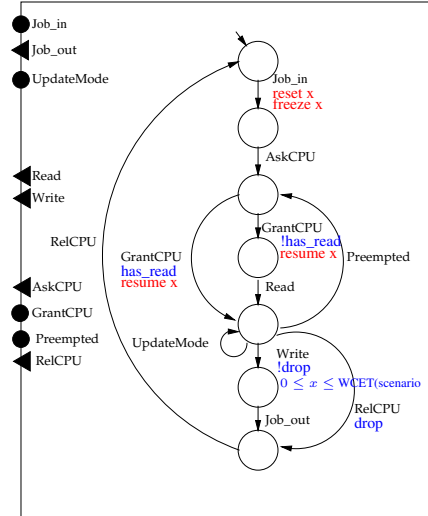 Job_in
Job_out
UpdateMode
Read
Write
AskCPU
GrantCPU
Preempted
RelCPU
Job_in
reset x
freeze x
AskCPU
GrantCPU
!has_read
resume x
Read
GrantCPU
has_read
resume x
Preempted
RelCPU
UpdateMode
Write
!drop
0 ≤ x ≤ WCET(scenario
RelCPU
drop
Job_out